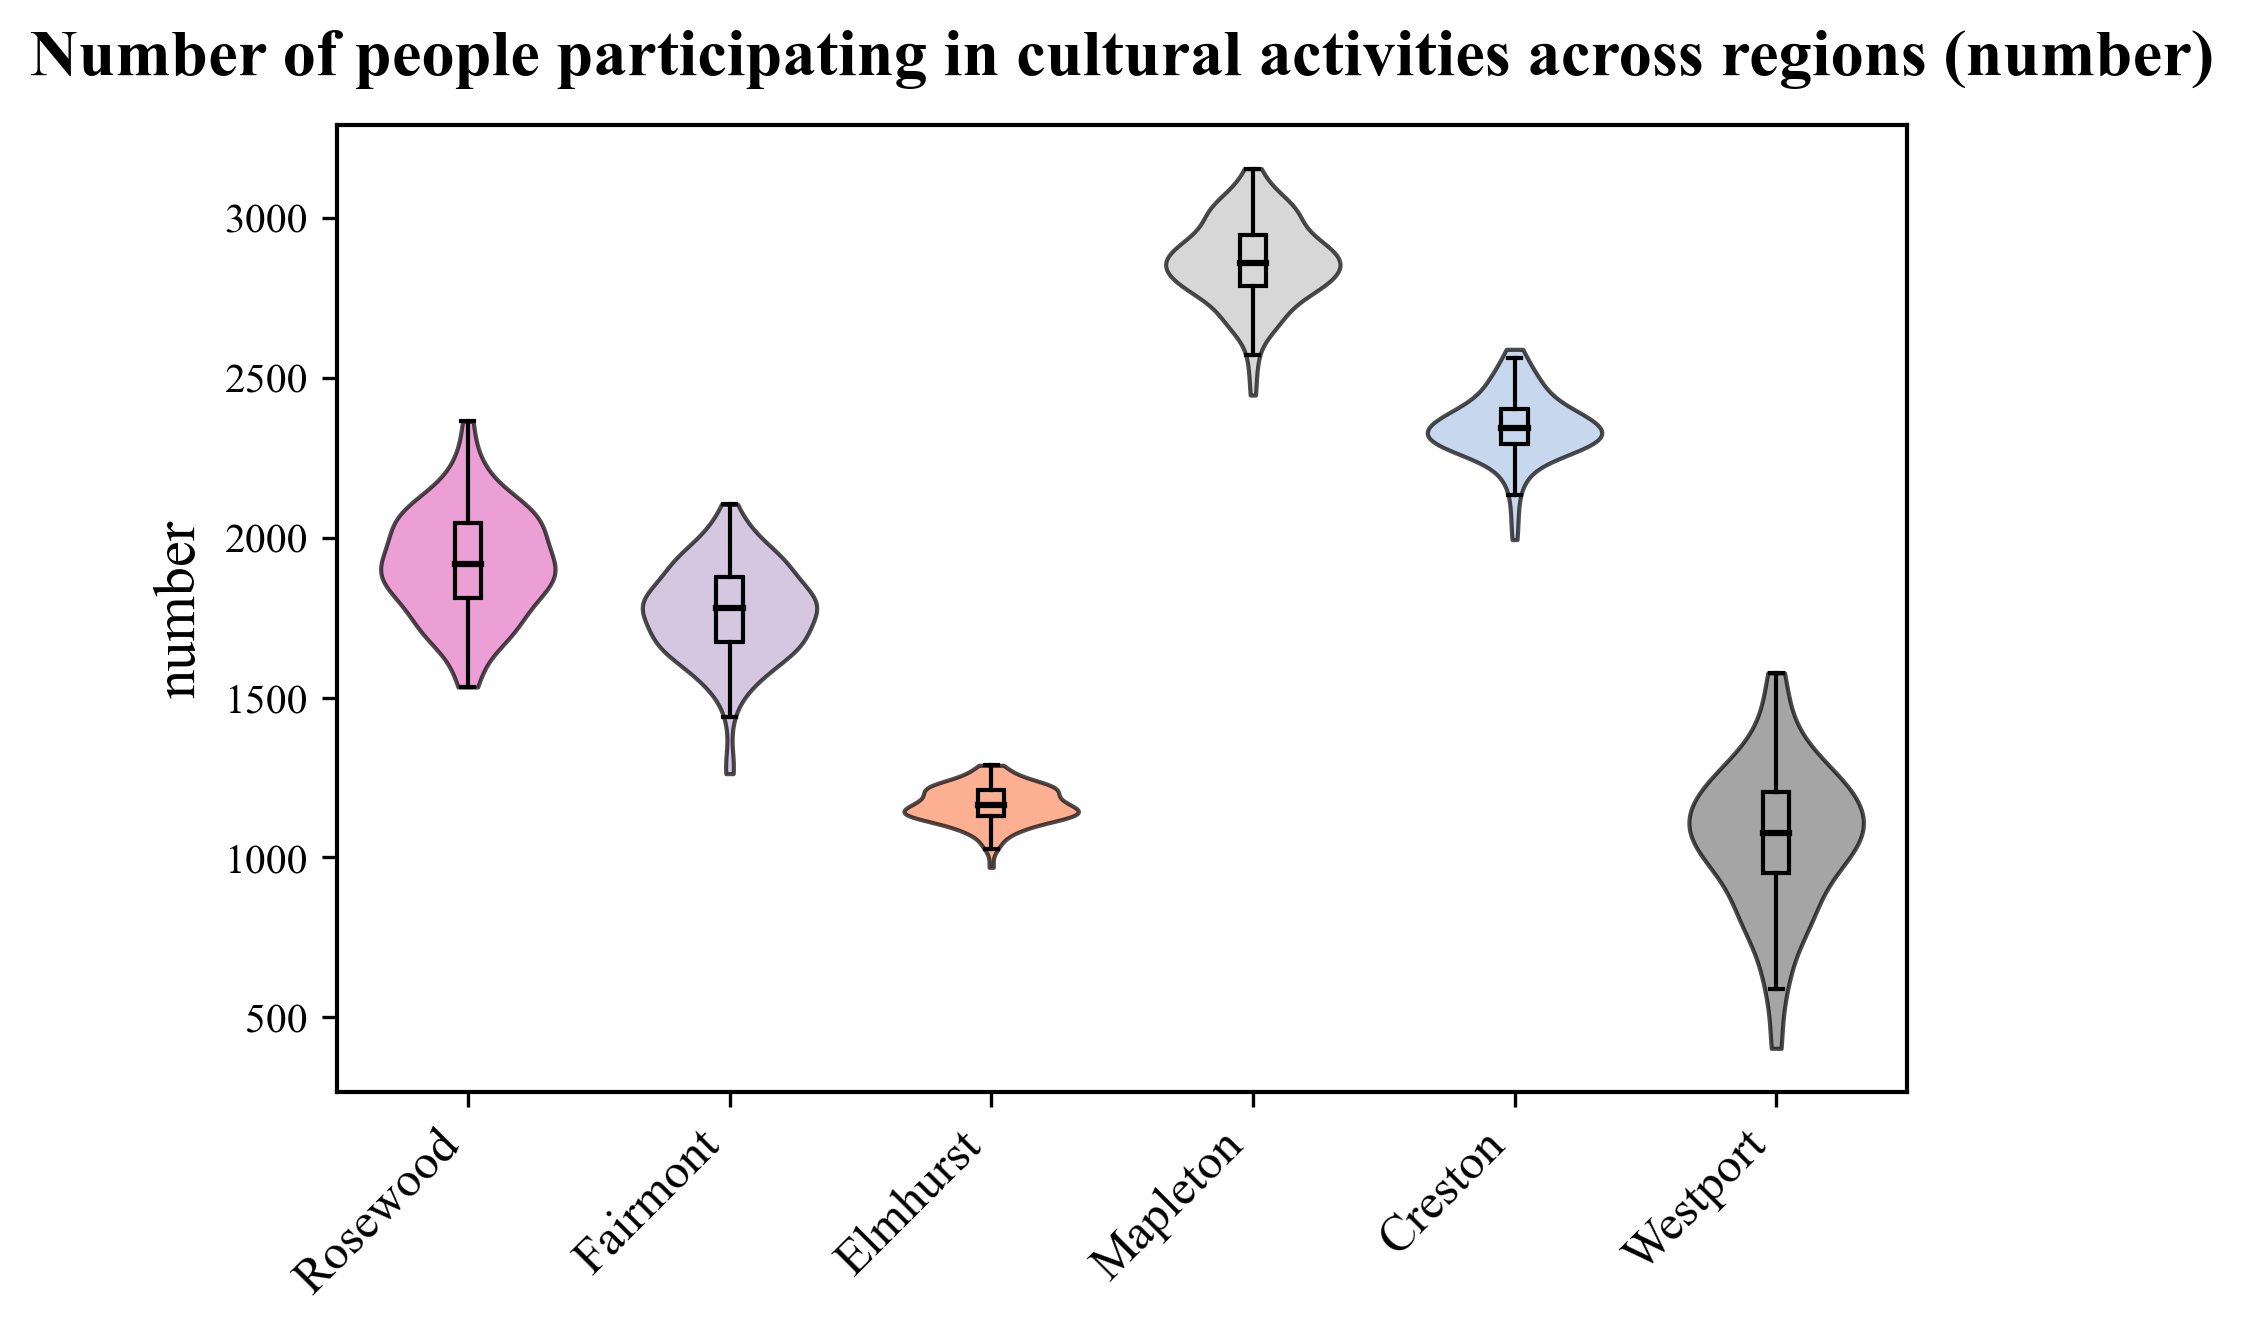 Number of people participating in cultural activities across regions (number)
number
3000
2500
2000
1500
1000
500
Rosewood
Fairmont
Elmhurst
Mapleton
Creston
Westport